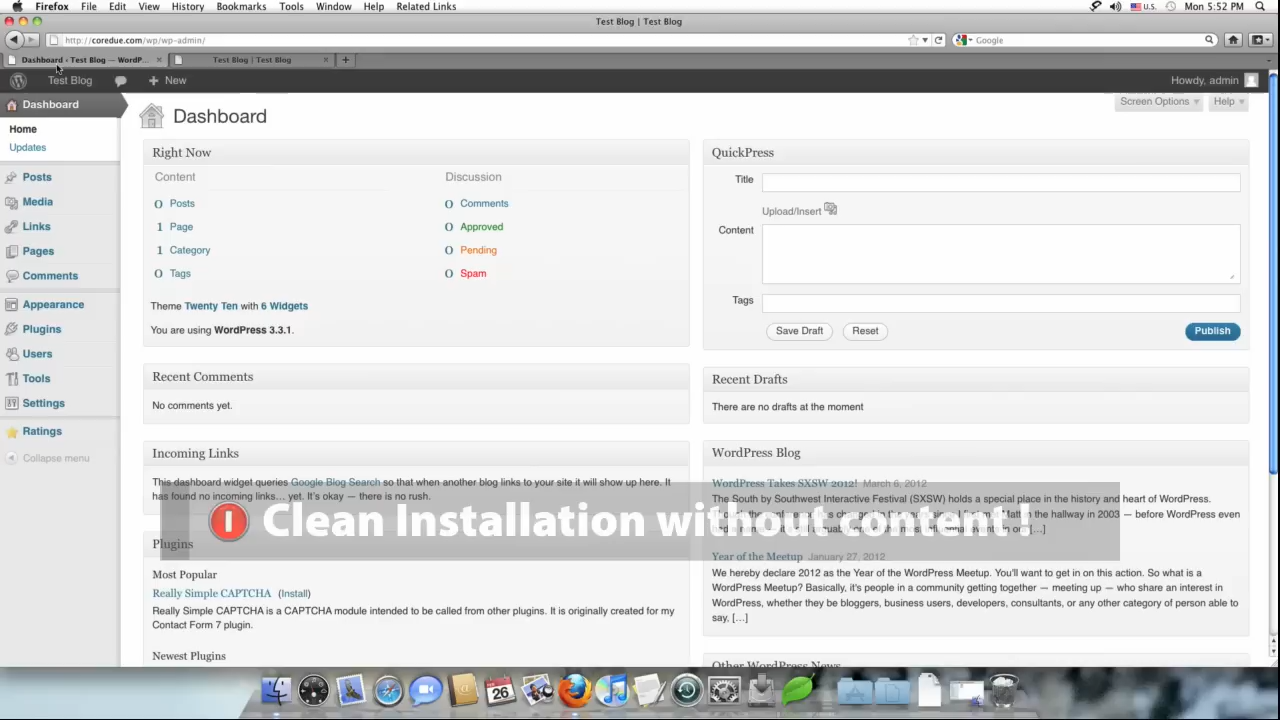 Firefox File Edit View History Bookmarks Tools Window Help Related Links U.S. Mon 5:52 PM
Test Blog | Test Blog
http://coredue.com/wp/wp-admin/ Google
Dashboard ‹ Test Blog — WordP... Test Blog | Test Blog
Test Blog + New Howdy, admin
Dashboard
Home
Updates
Posts
Media
Links
Pages
Comments
Appearance
Plugins
Users
Tools
Settings
Ratings
Collapse menu
Screen Options Help
Dashboard
Right Now
Content Discussion
0 Posts 0 Comments
1 Page 0 Approved
1 Category 0 Pending
0 Tags 0 Spam
Theme Twenty Ten with 6 Widgets
You are using WordPress 3.3.1.
Recent Comments
No comments yet.
Incoming Links
This dashboard widget queries Google Blog Search so that when another blog links to your site it will show up here. It
has found no incoming links… yet. It's okay — there is no rush.
Plugins
Most Popular
Really Simple CAPTCHA (Install)
Really Simple CAPTCHA is a CAPTCHA module intended to be called from other plugins. It is originally created for my
Contact Form 7 plugin.
Newest Plugins
QuickPress
Title
Upload/Insert
Content
Tags
Save Draft Reset Publish
Recent Drafts
There are no drafts at the moment
WordPress Blog
WordPress Takes SXSW 2012! March 6, 2012
The South by Southwest Interactive Festival (SXSW) holds a special place in the history and heart of WordPress.
in the hallway in 2003 — before WordPress even
[...]
Year of the Meetup January 27, 2012
We hereby declare 2012 as the Year of the WordPress Meetup. You'll want to get in on this action. So what is a
WordPress Meetup? Basically, it's people in a community getting together — meeting up — who share an interest in
WordPress, whether they be bloggers, business users, developers, consultants, or any other category of person able to
say, [...]
Other WordPress News
Clean Installation without content !
26